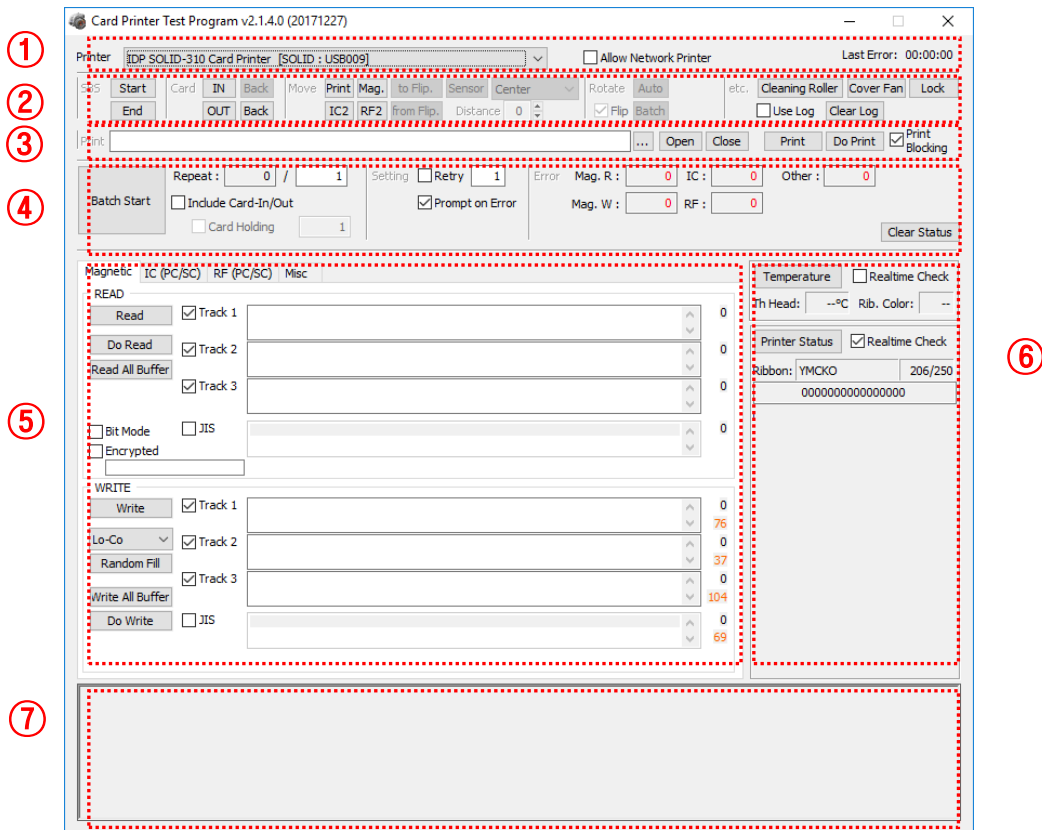 Card Printer Test Program v2.1.4.0 (20171227)
① Printer IDP SOLID-310 Card Printer [SOLID : USB009] Allow Network Printer Last Error: 00:00:00
② SBS Start Card IN Back Move Print Mag. to Flip. Sensor Center Rotate Auto etc. Cleaning Roller Cover Fan Lock
End OUT Back IC2 RF2 from Flip. Distance 0 Flip Batch Use Log Clear Log
③ Print ... Open Close Print Do Print Print Blocking
④ Batch Start Repeat : 0 / 1 Setting Retry 1 Error Mag. R : 0 IC : 0 Other : 0
Include Card-In/Out Prompt on Error Mag. W : 0 RF : 0
Card Holding 1 Clear Status
⑤ Magnetic IC (PC/SC) RF (PC/SC) Misc
READ
Read Track 1 0
Do Read Track 2 0
Read All Buffer
Track 3 0
Bit Mode JIS 0
Encrypted
WRITE
Write Track 1 0
76
Lo-Co Track 2 0
Random Fill 37
Track 3 0
Write All Buffer 104
Do Write JIS 0
69
⑥ Temperature Realtime Check
Th Head: --ºC Rib. Color: --
Printer Status Realtime Check
Ribbon: YMCKO 206/250
0000000000000000
⑦